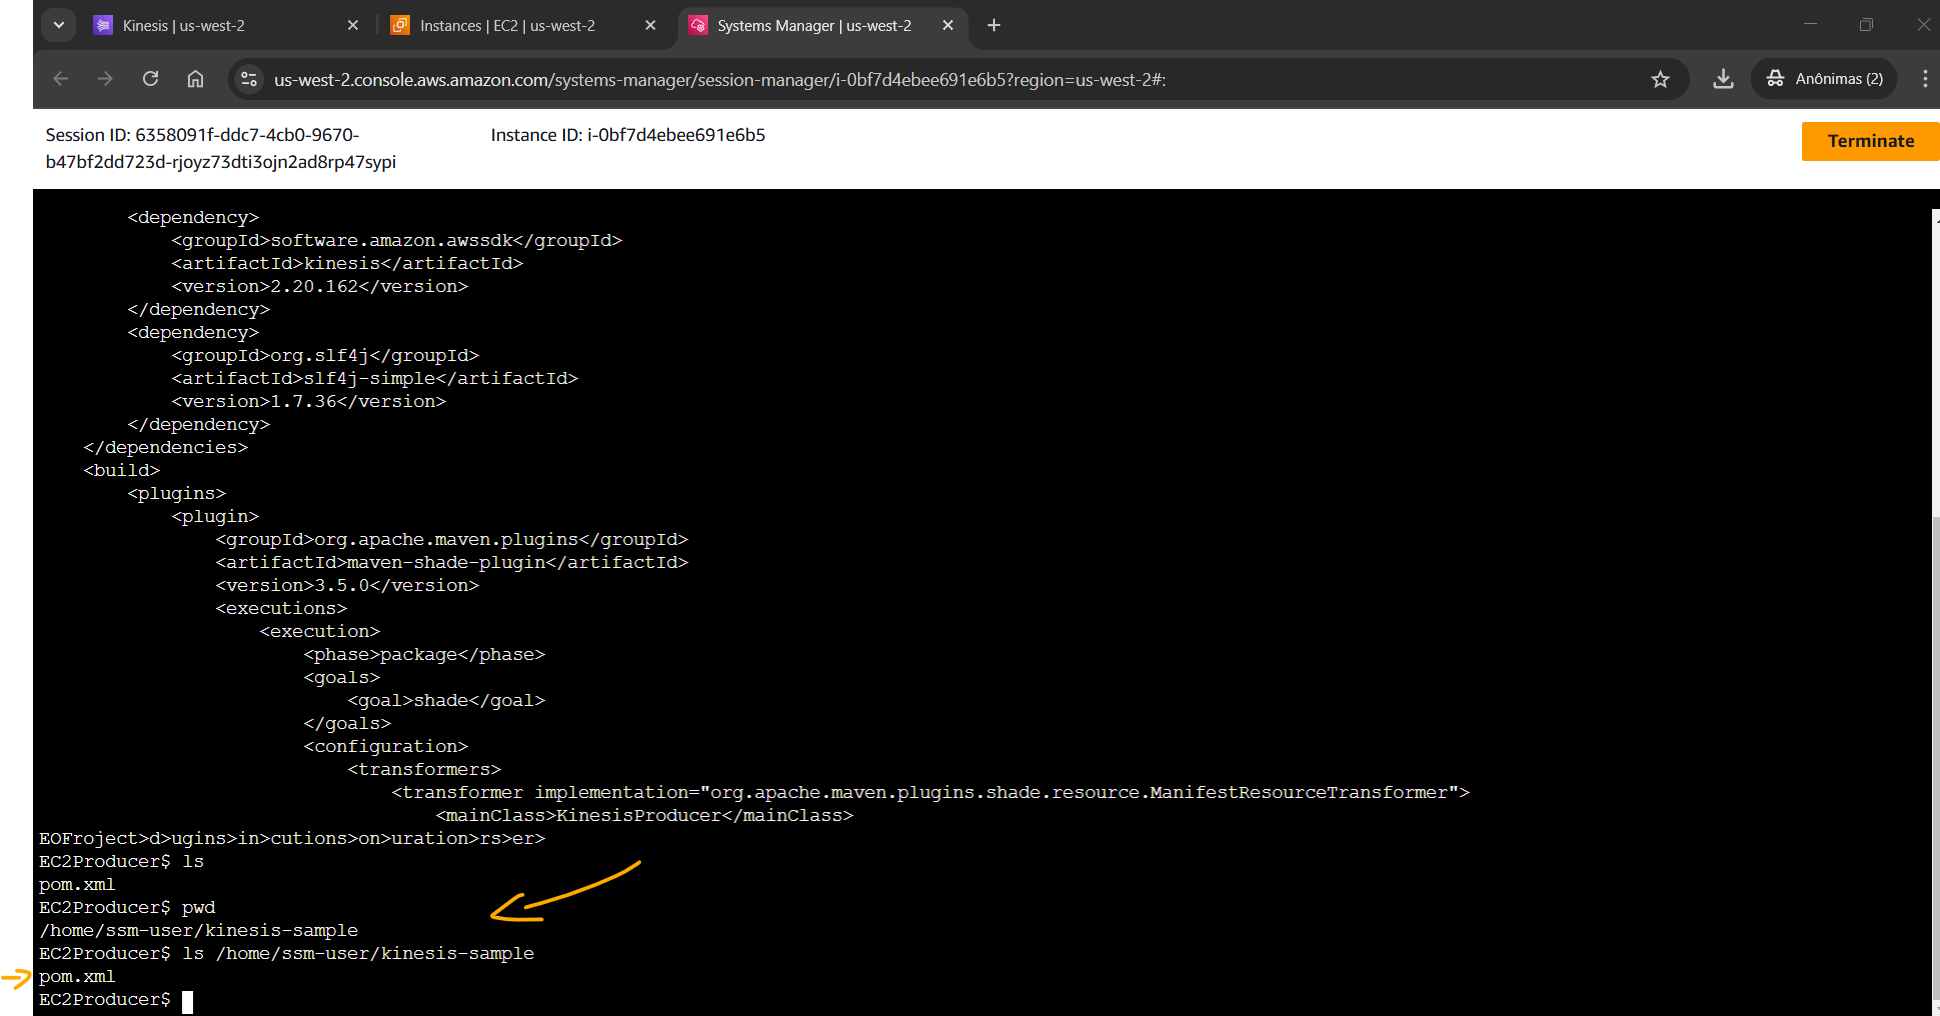 Kinesis | us-west-2
Instances | EC2 | us-west-2
Systems Manager | us-west-2
us-west-2.console.aws.amazon.com/systems-manager/session-manager/i-0bf7d4ebee691e6b5?region=us-west-2#:
Anônimas (2)
Session ID: 6358091f-ddc7-4cb0-9670-
b47bf2dd723d-rjoyz73dti3ojn2ad8rp47sypi
Instance ID: i-0bf7d4ebee691e6b5
Terminate
        <dependency>
            <groupId>software.amazon.awssdk</groupId>
            <artifactId>kinesis</artifactId>
            <version>2.20.162</version>
        </dependency>
        <dependency>
            <groupId>org.slf4j</groupId>
            <artifactId>slf4j-simple</artifactId>
            <version>1.7.36</version>
        </dependency>
    </dependencies>
    <build>
        <plugins>
            <plugin>
                <groupId>org.apache.maven.plugins</groupId>
                <artifactId>maven-shade-plugin</artifactId>
                <version>3.5.0</version>
                <executions>
                    <execution>
                        <phase>package</phase>
                        <goals>
                            <goal>shade</goal>
                        </goals>
                        <configuration>
                            <transformers>
                                <transformer implementation="org.apache.maven.plugins.shade.resource.ManifestResourceTransformer">
                                    <mainClass>KinesisProducer</mainClass>
EOFroject>d>ugins>in>cutions>on>uration>rs>er>
EC2Producer$ ls
pom.xml
EC2Producer$ pwd
/home/ssm-user/kinesis-sample
EC2Producer$ ls /home/ssm-user/kinesis-sample
pom.xml
EC2Producer$